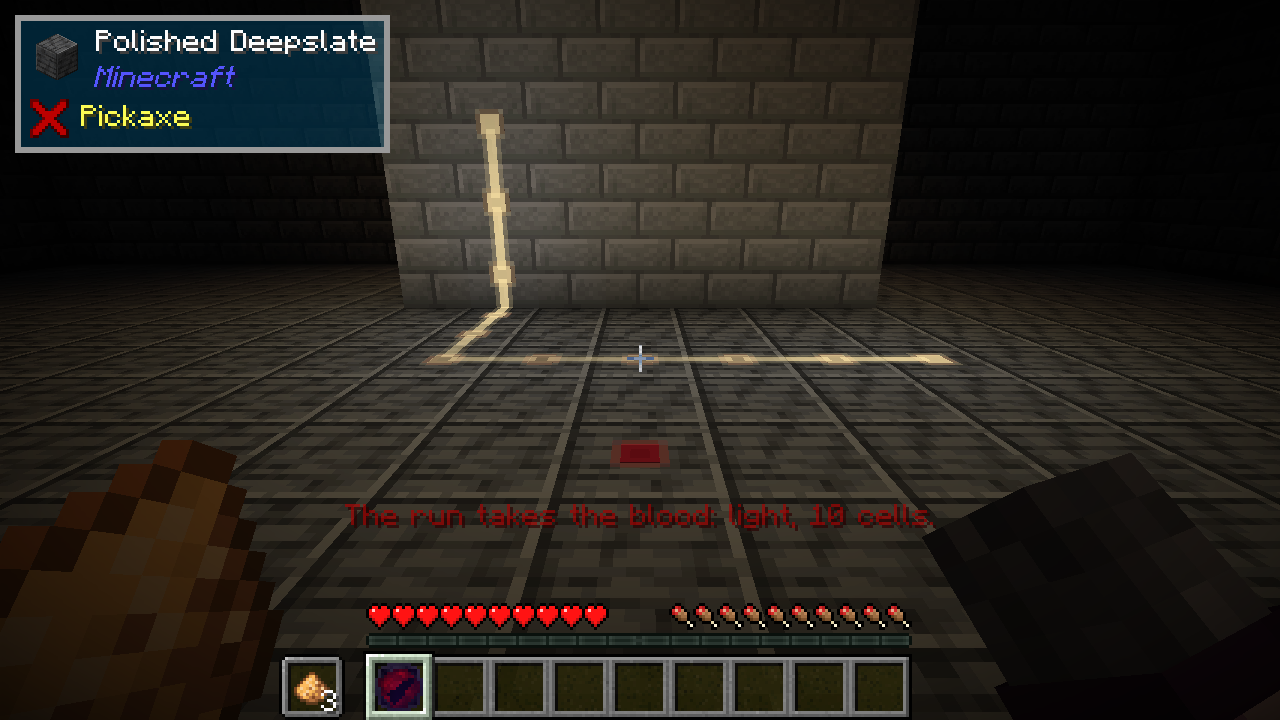 Polished Deepslate
Minecraft
Pickaxe
The run takes the blood: light, 10 cells.
3